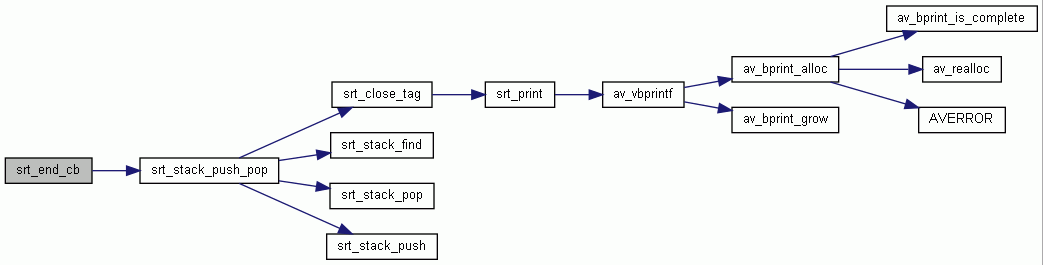 srt_end_cb
srt_stack_push_pop
srt_close_tag
srt_stack_find
srt_stack_pop
srt_stack_push
srt_print
av_vbprintf
av_bprint_alloc
av_bprint_grow
av_bprint_is_complete
av_realloc
AVERROR